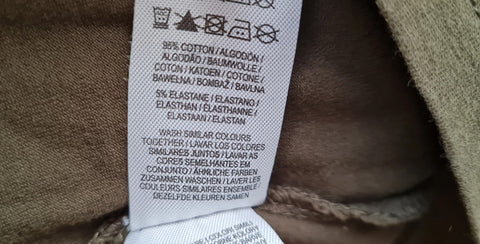 95% COTTON / ALGODÓN /
ALGODÃO / BAUMWOLLE /
COTON / KATOEN / COTONE /
BAWEŁNA / BOMBAŽ / BAVLNA
5% ELASTANE / ELASTANO /
ELASTHAN / ÉLASTHANNE /
ELASTAAN / ELASTAN
WASH SIMILAR COLOURS
TOGETHER / LAVAR LOS COLORES
SIMILARES JUNTOS / LAVAR AS
CORES SEMELHANTES EM
CONJUNTO / ÄHNLICHE FARBEN
ZUSAMMEN WASCHEN / LAVER LES
COULEURS SIMILAIRES ENSEMBLE /
DEZELFDE KLEUREN SAMEN